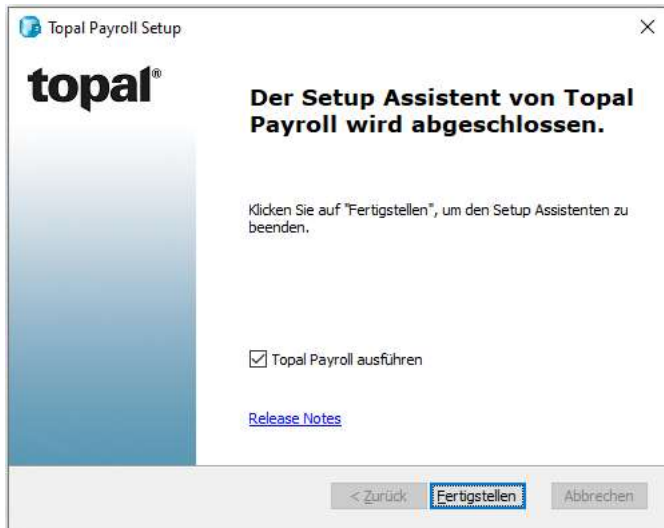 Topal Payroll Setup
topal®
Der Setup Assistent von Topal
Payroll wird abgeschlossen.
Klicken Sie auf "Fertigstellen", um den Setup Assistenten zu
beenden.
Topal Payroll ausführen
Release Notes
< Zurück
Fertigstellen
Abbrechen